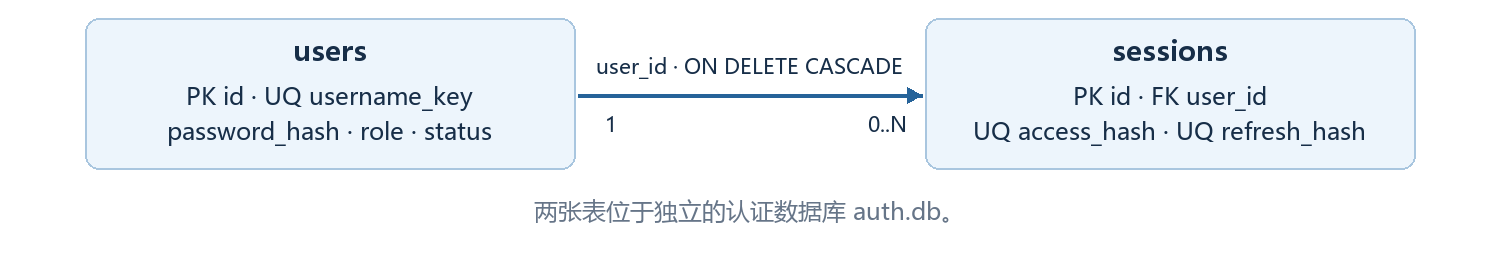 users
PK id · UQ username_key
password_hash · role · status
user_id · ON DELETE CASCADE
1
0..N
sessions
PK id · FK user_id
UQ access_hash · UQ refresh_hash
两张表位于独立的认证数据库 auth.db。